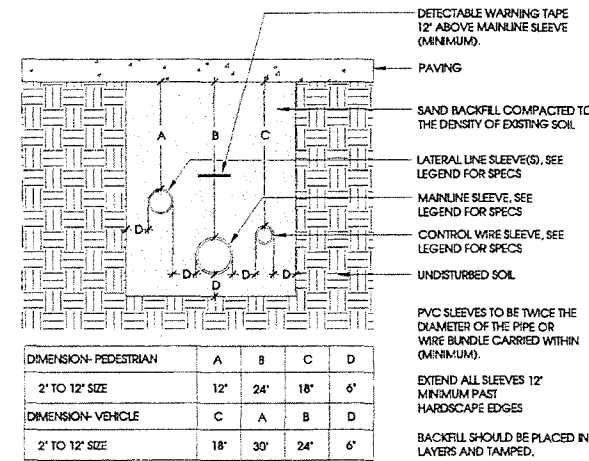 DETECTABLE WARNING TAPE
12" ABOVE MAINLINE SLEEVE
(MINIMUM).
PAVING
SAND BACKFILL COMPACTED TO
THE DENSITY OF EXISTING SOIL
A
B
C
LATERAL LINE SLEEVE(S), SEE
LEGEND FOR SPECS
MAINLINE SLEEVE, SEE
LEGEND FOR SPECS
CONTROL WIRE SLEEVE, SEE
LEGEND FOR SPECS
D
D
D
D
D
UNDISTURBED SOIL
PVC SLEEVES TO BE TWICE THE
DIAMETER OF THE PIPE OR
WIRE BUNDLE CARRIED WITHIN
(MINIMUM).
EXTEND ALL SLEEVES 12"
MINIMUM PAST
HARDSCAPE EDGES
BACKFILL SHOULD BE PLACED IN
LAYERS AND TAMPED.
DIMENSION- PEDESTRIAN A B C D
2" TO 12" SIZE 12" 24" 18" 6"
DIMENSION- VEHICLE C A B D
2" TO 12" SIZE 18" 30" 24" 6"